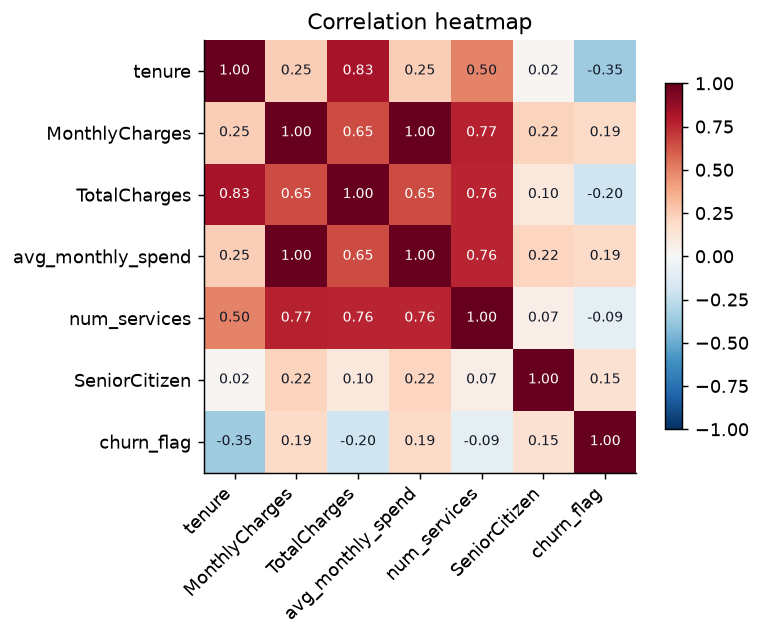 Correlation heatmap
tenure 1.00 0.25 0.83 0.25 0.50 0.02 -0.35
MonthlyCharges 0.25 1.00 0.65 1.00 0.77 0.22 0.19
TotalCharges 0.83 0.65 1.00 0.65 0.76 0.10 -0.20
avg_monthly_spend 0.25 1.00 0.65 1.00 0.76 0.22 0.19
num_services 0.50 0.77 0.76 0.76 1.00 0.07 -0.09
SeniorCitizen 0.02 0.22 0.10 0.22 0.07 1.00 0.15
churn_flag -0.35 0.19 -0.20 0.19 -0.09 0.15 1.00
tenure
MonthlyCharges
TotalCharges
avg_monthly_spend
num_services
SeniorCitizen
churn_flag
1.00
0.75
0.50
0.25
0.00
−0.25
−0.50
−0.75
−1.00